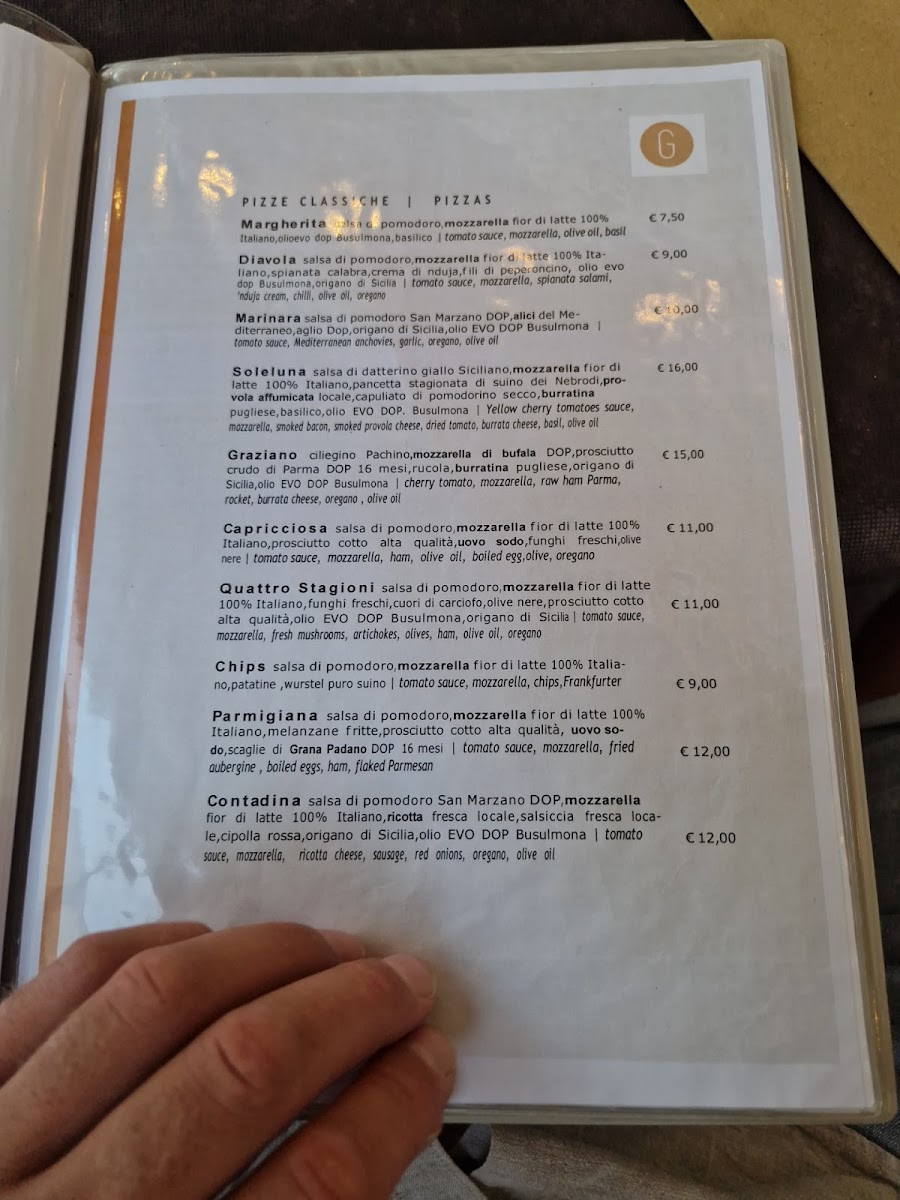 G
PIZZE CLASSICHE | PIZZAS
Margherita salsa di pomodoro,mozzarella fior di latte 100% € 7,50
Italiano,olioevo dop Busulmona,basilico | tomato sauce, mozzarella, olive oil, basil
Diavola salsa di pomodoro,mozzarella fior di latte 100% Ita- € 9,00
liano,spianata calabra,crema di nduja,fili di peperoncino, olio evo
dop Busulmona,origano di Sicilia | tomato sauce, mozzarella, spianata salami,
'nduja cream, chilli, olive oil, oregano
Marinara salsa di pomodoro San Marzano DOP,alici del Me- € 10,00
diterraneo,aglio Dop,origano di Sicilia,olio EVO DOP Busulmona |
tomato sauce, Mediterranean anchovies, garlic, oregano, olive oil
Soleluna salsa di datterino giallo Siciliano,mozzarella fior di € 16,00
latte 100% Italiano,pancetta stagionata di suino dei Nebrodi,pro-
vola affumicata locale,capuliato di pomodorino secco,burratina
pugliese,basilico,olio EVO DOP. Busulmona | Yellow cherry tomatoes sauce,
mozzarella, smoked bacon, smoked provola cheese, dried tomato, burrata cheese, basil, olive oil
Graziano ciliegino Pachino,mozzarella di bufala DOP,prosciutto € 15,00
crudo di Parma DOP 16 mesi,rucola,burratina pugliese,origano di
Sicilia,olio EVO DOP Busulmona | cherry tomato, mozzarella, raw ham Parma,
rocket, burrata cheese, oregano , olive oil
Capricciosa salsa di pomodoro,mozzarella fior di latte 100% € 11,00
Italiano,prosciutto cotto alta qualità,uovo sodo,funghi freschi,olive
nere | tomato sauce, mozzarella, ham, olive oil, boiled egg,olive, oregano
Quattro Stagioni salsa di pomodoro,mozzarella fior di latte
100% Italiano,funghi freschi,cuori di carciofo,olive nere,prosciutto cotto € 11,00
alta qualità,olio EVO DOP Busulmona,origano di Sicilia | tomato sauce,
mozzarella, fresh mushrooms, artichokes, olives, ham, olive oil, oregano
Chips salsa di pomodoro,mozzarella fior di latte 100% Italia-
no,patatine ,wurstel puro suino | tomato sauce, mozzarella, chips,Frankfurter € 9,00
Parmigiana salsa di pomodoro,mozzarella fior di latte 100%
Italiano,melanzane fritte,prosciutto cotto alta qualità, uovo so-
do,scaglie di Grana Padano DOP 16 mesi | tomato sauce, mozzarella, fried € 12,00
aubergine , boiled eggs, ham, flaked Parmesan
Contadina salsa di pomodoro San Marzano DOP,mozzarella
fior di latte 100% Italiano,ricotta fresca locale,salsiccia fresca loca-
le,cipolla rossa,origano di Sicilia,olio EVO DOP Busulmona | tomato € 12,00
sauce, mozzarella, ricotta cheese, sausage, red onions, oregano, olive oil